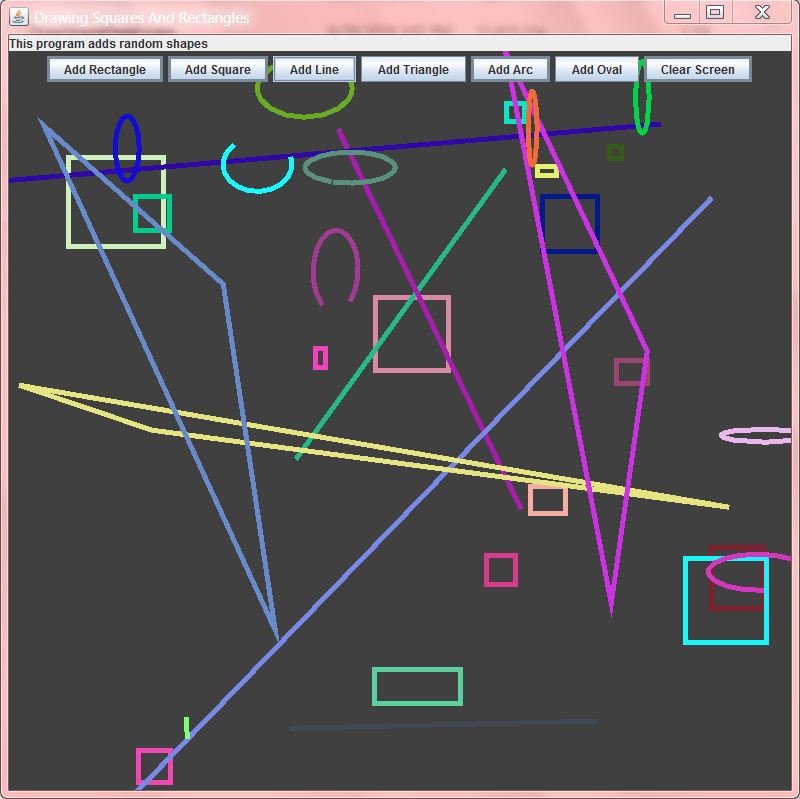 Drawing Squares And Rectangles
This program adds random shapes
Add Rectangle Add Square Add Line Add Triangle Add Arc Add Oval Clear Screen